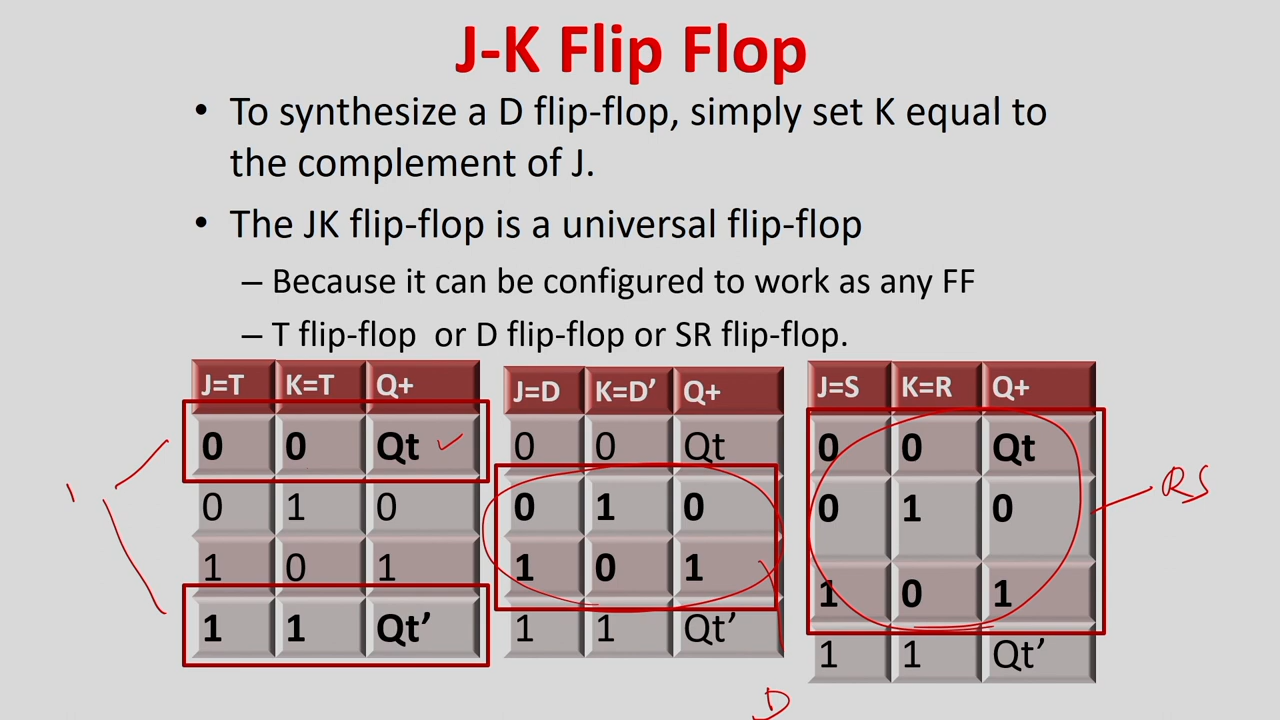 J-K Flip Flop
• To synthesize a D flip-flop, simply set K equal to
the complement of J.
• The JK flip-flop is a universal flip-flop
– Because it can be configured to work as any FF
– T flip-flop or D flip-flop or SR flip-flop.
J=T K=T Q+
0 0 Qt
0 1 0
1 0 1
1 1 Qt’
J=D K=D’ Q+
0 0 Qt
0 1 0
1 0 1
1 1 Qt’
J=S K=R Q+
0 0 Qt
0 1 0
1 0 1
1 1 Qt’
RS
D